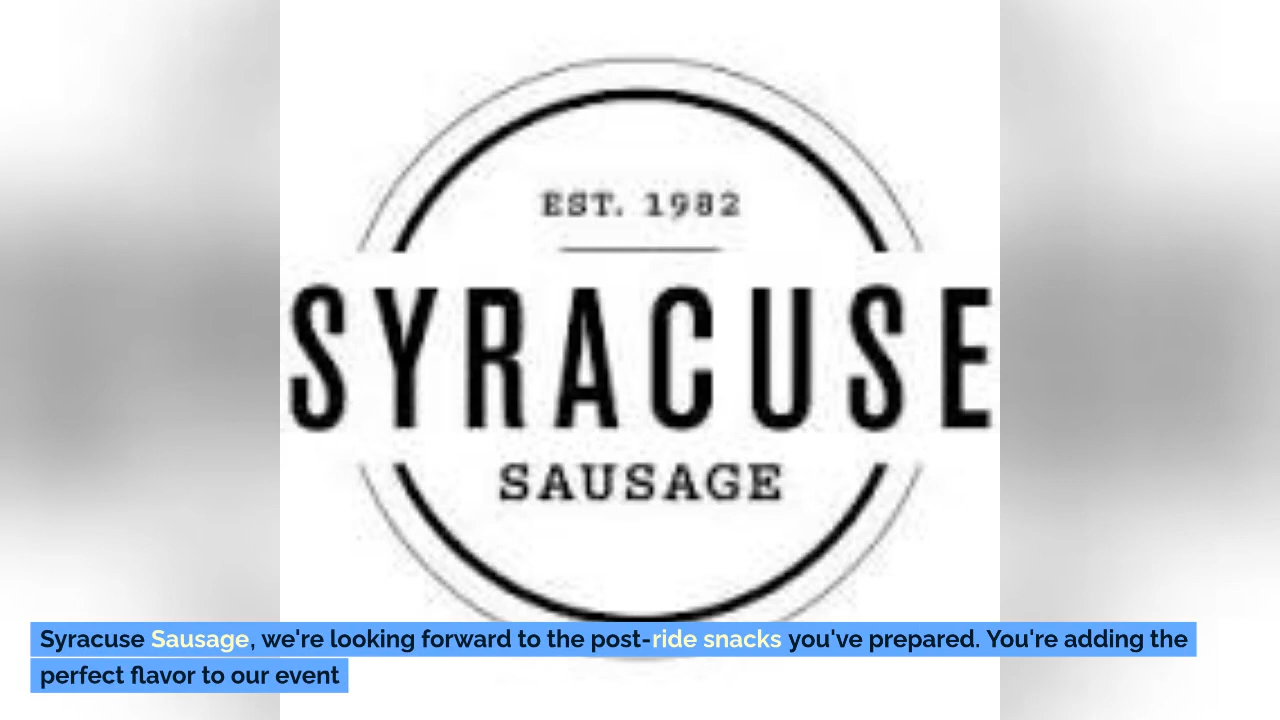 EST. 1982
SYRACUSE
SAUSAGE
Syracuse Sausage, we're looking forward to the post-ride snacks you've prepared. You're adding the
perfect flavor to our event